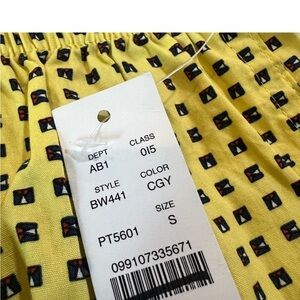 DEPT CLASS
AB1 015
STYLE COLOR
BW441 CGY
PT5601 SIZE
S
099107335671